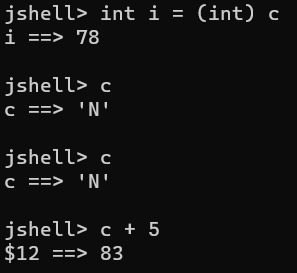 jshell> int i = (int) c
i ==> 78
jshell> c
c ==> 'N'
jshell> c
c ==> 'N'
jshell> c + 5
$12 ==> 83